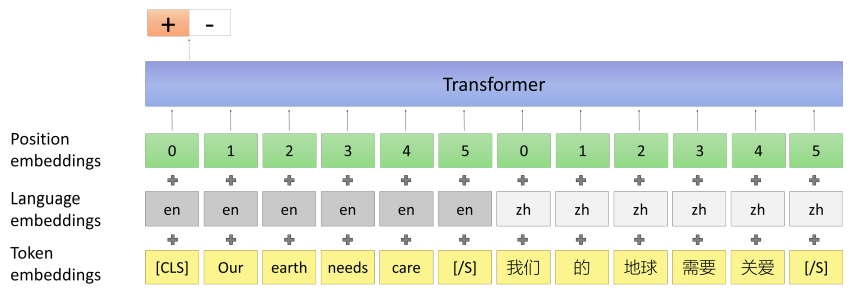 + -
Transformer
Position embeddings 0 1 2 3 4 5 0 1 2 3 4 5
+ + + + + + + + + + + +
Language embeddings en en en en en en zh zh zh zh zh zh
+ + + + + + + + + + + +
Token embeddings [CLS] Our earth needs care [/S] 我们 的 地球 需要 关爱 [/S]